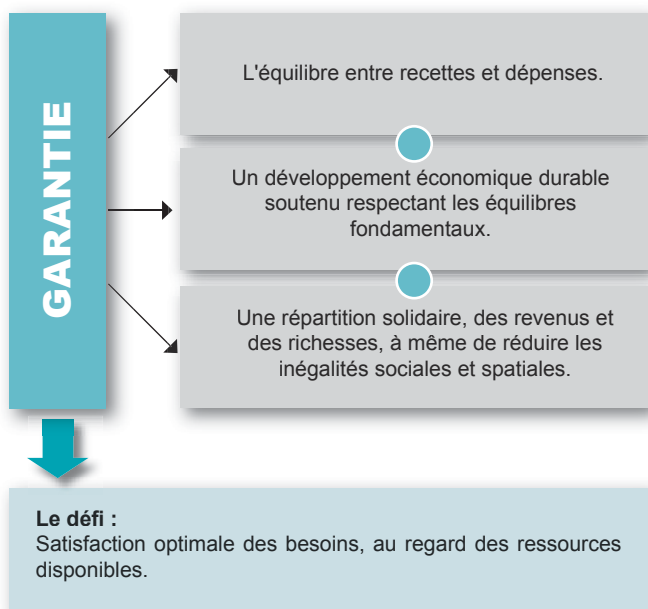 GARANTIE
L'équilibre entre recettes et dépenses.
Un développement économique durable
soutenu respectant les équilibres
fondamentaux.
Une répartition solidaire, des revenus et
des richesses, à même de réduire les
inégalités sociales et spatiales.
Le défi :
Satisfaction optimale des besoins, au regard des ressources
disponibles.